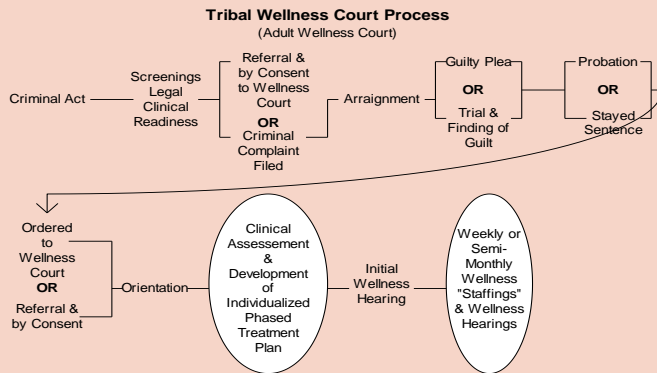 Tribal Wellness Court Process
(Adult Wellness Court)
Criminal Act
Screenings
Legal
Clinical
Readiness
Referral &
by Consent
to Wellness
Court
OR
Criminal
Complaint
Filed
Arraignment
Guilty Plea
OR
Trial &
Finding of
Guilt
Probation
OR
Stayed
Sentence
Ordered
to
Wellness
Court
OR
Referral &
by Consent
Orientation
Clinical
Assessement
&
Development
of
Individualized
Phased
Treatment
Plan
Initial
Wellness
Hearing
Weekly or
Semi-
Monthly
Wellness
"Staffings"
& Wellness
Hearings